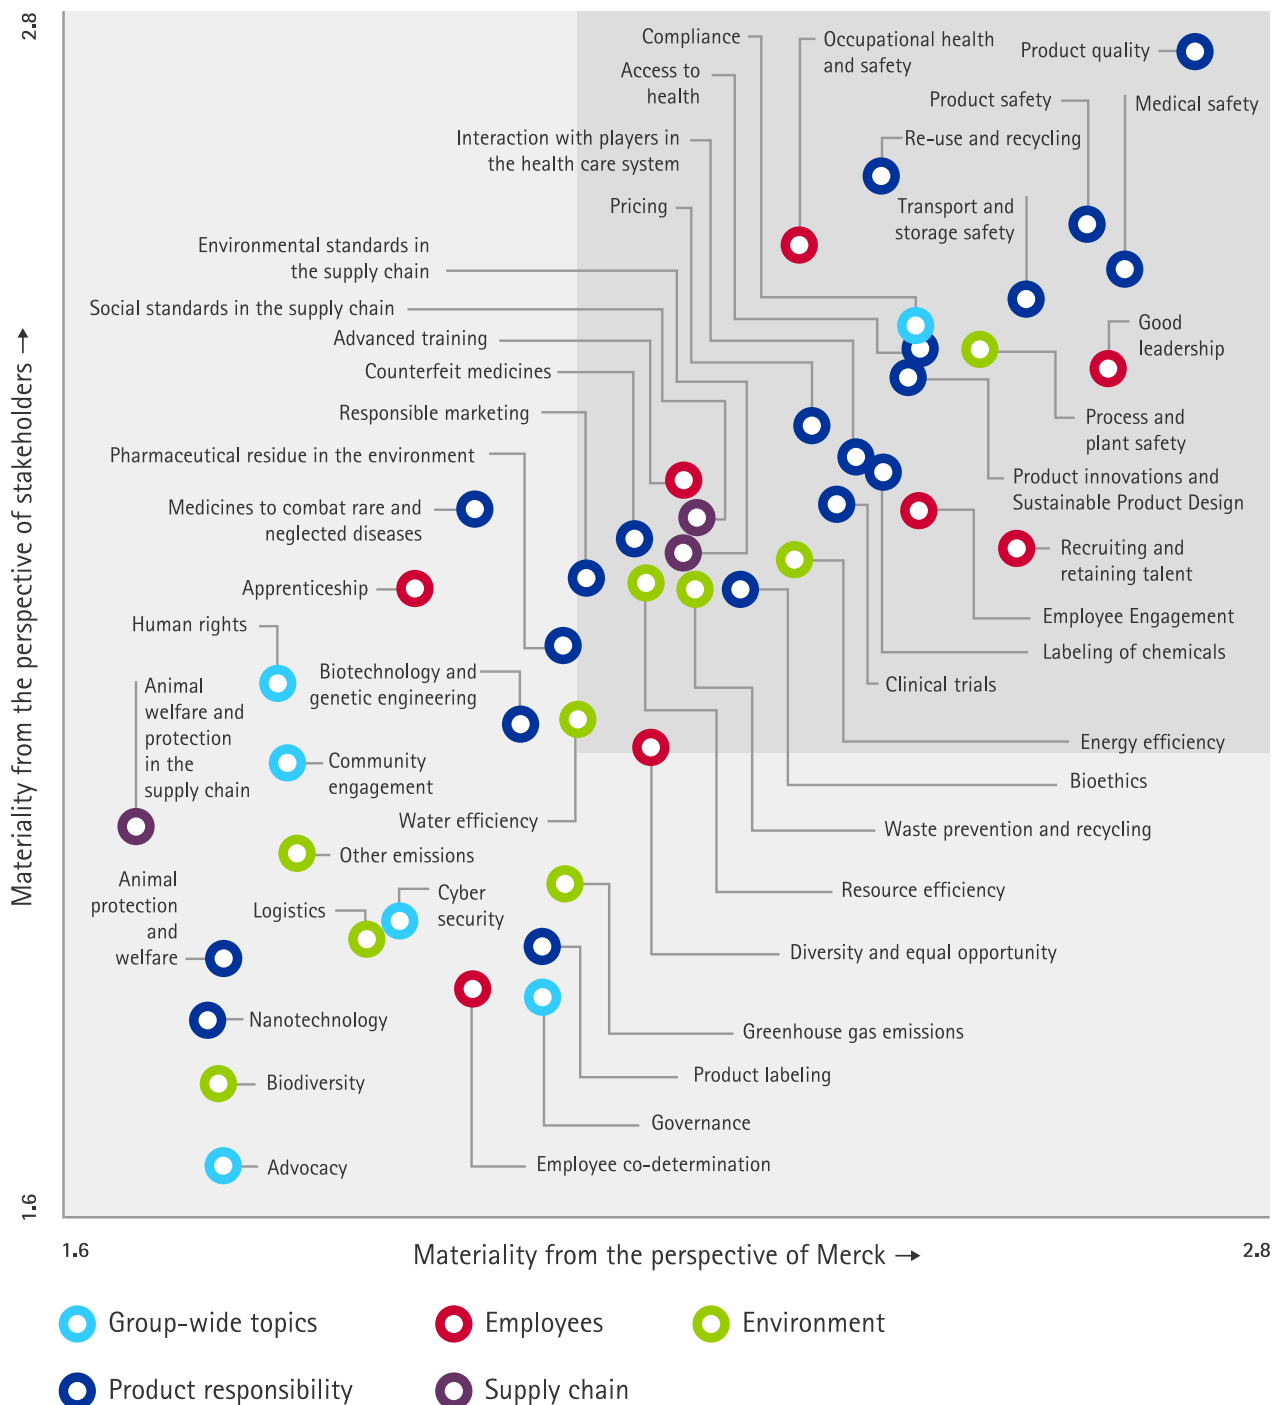 2.8
Compliance
Occupational health
and safety
Product quality
Access to
health
Product safety
Medical safety
Interaction with players in
the health care system
Re-use and recycling
Pricing
Transport and
storage safety
Environmental standards in
the supply chain
Social standards in the supply chain
Advanced training
Good
leadership
Counterfeit medicines
Responsible marketing
Process and
plant safety
Pharmaceutical residue in the environment
Product innovations and
Sustainable Product Design
Medicines to combat rare and
neglected diseases
Recruiting and
retaining talent
Apprenticeship
Employee Engagement
Human rights
Labeling of chemicals
Biotechnology and
genetic engineering
Clinical trials
Animal
welfare and
protection
in the
supply chain
Energy efficiency
Community
engagement
Bioethics
Water efficiency
Waste prevention and recycling
Other emissions
Animal
protection
and
welfare
Logistics
Cyber
security
Resource efficiency
Diversity and equal opportunity
Nanotechnology
Greenhouse gas emissions
Biodiversity
Product labeling
Governance
Advocacy
Employee co-determination
Materiality from the perspective of stakeholders →
1.6
1.6
Materiality from the perspective of Merck →
2.8
Group-wide topics
Employees
Environment
Product responsibility
Supply chain